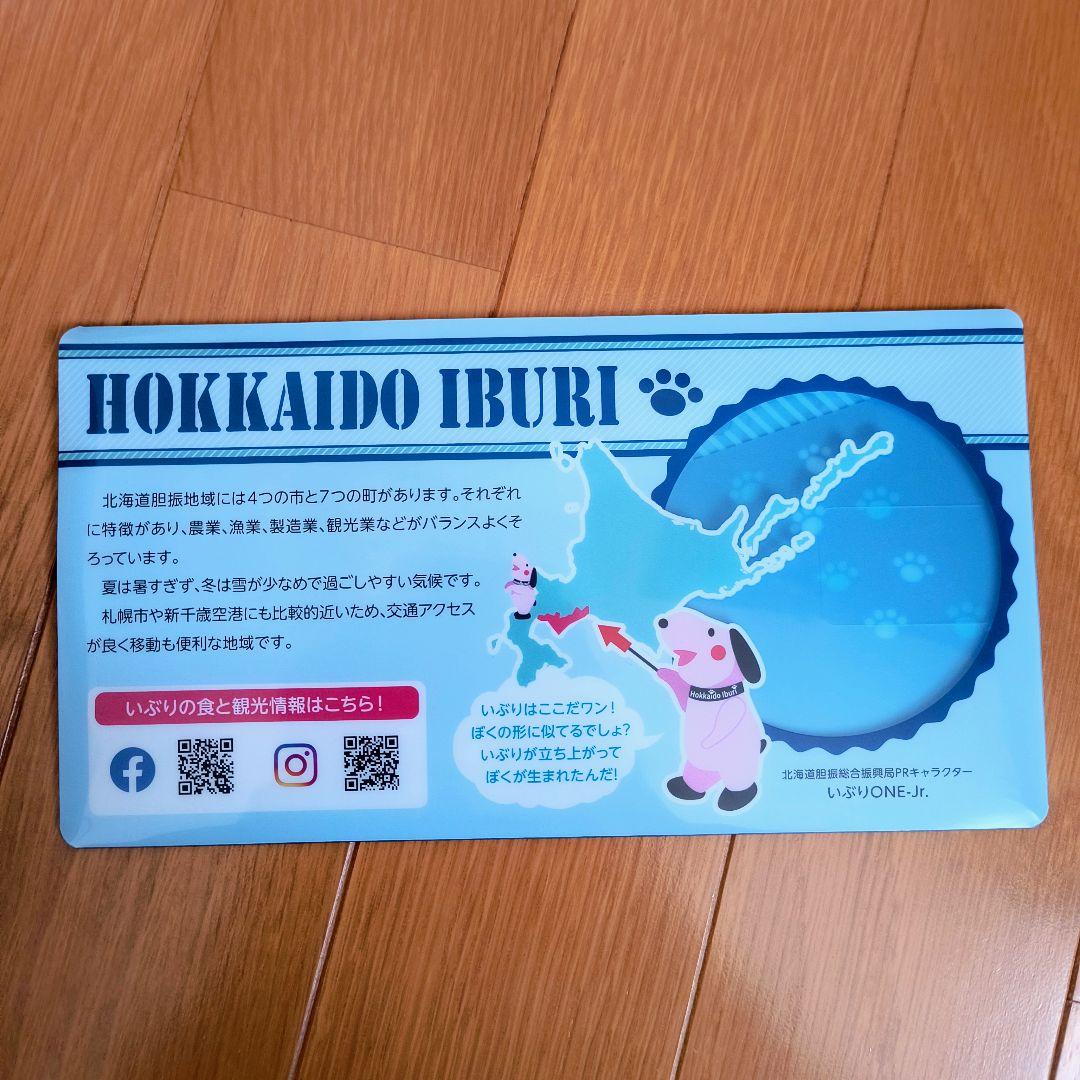 HOKKAIDO IBURI
北海道胆振地域には4つの市と7つの町があります。それぞれ
に特徴があり、農業、漁業、製造業、観光業などがバランスよくそ
ろっています。
夏は暑すぎず、冬は雪が少なめで過ごしやすい気候です。
札幌市や新千歳空港にも比較的近いため、交通アクセス
が良く移動も便利な地域です。
いぶりの食と観光情報はこちら!
いぶりはここだワン!
ぼくの形に似てるでしょ?
いぶりが立ち上がって
ぼくが生まれたんだ!
Hokkaido Iburi
北海道胆振総合振興局PRキャラクター
いぶりONE-Jr.